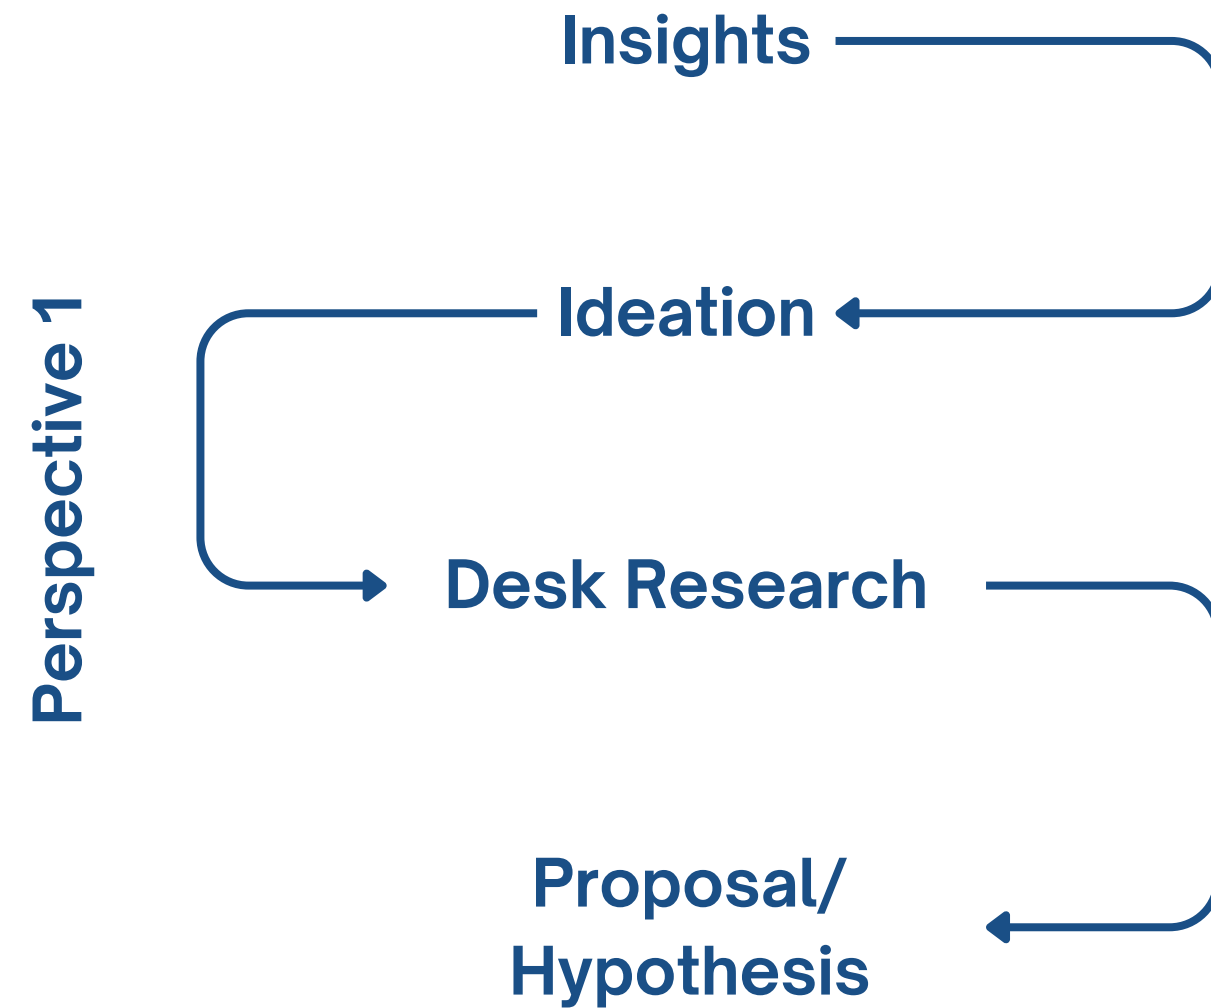 Insights
Ideation
Perspective 1
Desk Research
Proposal/
Hypothesis